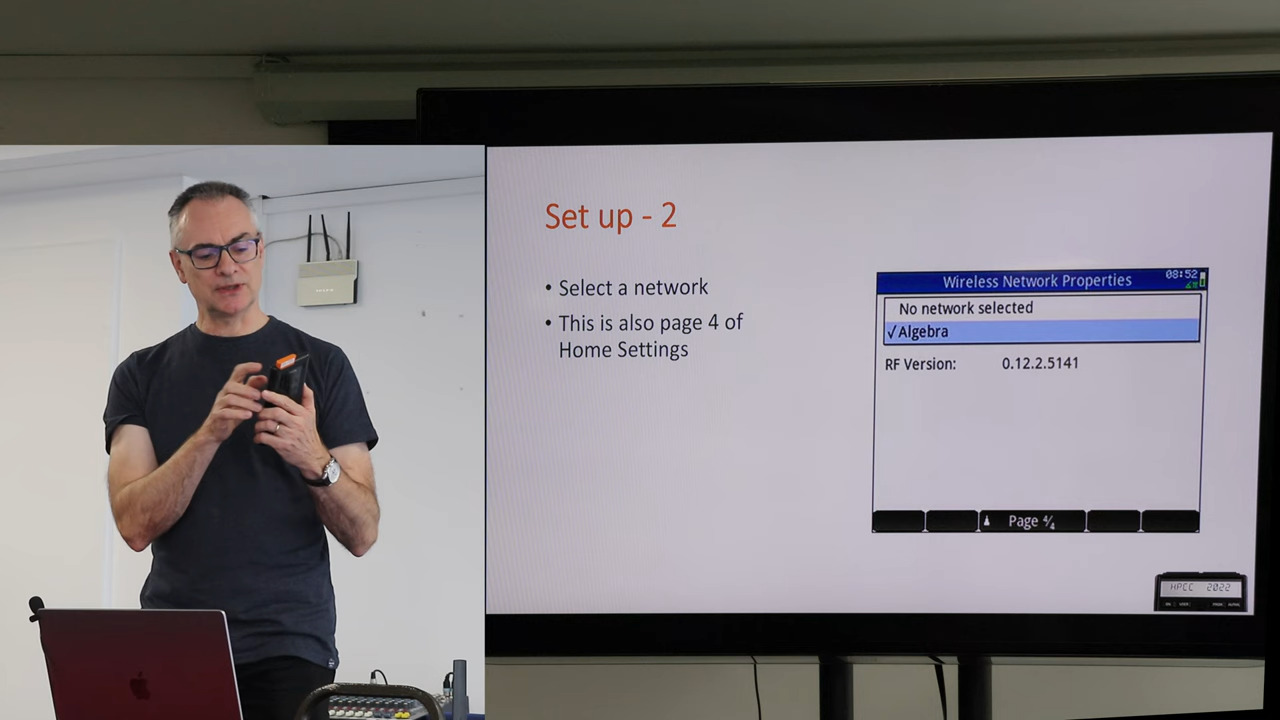 Set up - 2
• Select a network
• This is also page 4 of
Home Settings
Wireless Network Properties
08:52
No network selected
√Algebra
RF Version: 0.12.2.5141
Page 4/4
HPCC 2022